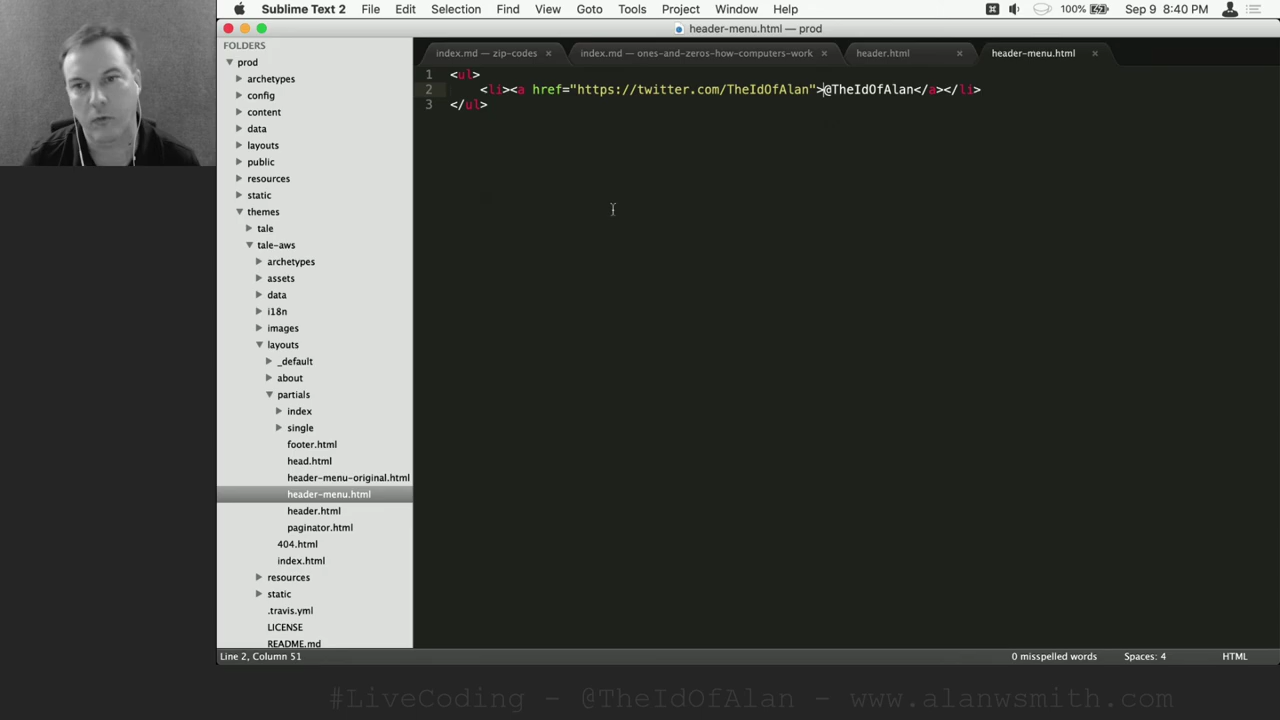 Sublime Text 2 File Edit Selection Find View Goto Tools Project Window Help 100% Sep 9 8:40 PM
header-menu.html — prod
FOLDERS
index.md — zip-codes
index.md — ones-and-zeros-how-computers-work
header.html
header-menu.html
prod
archetypes
config
content
data
layouts
public
resources
static
themes
tale
tale-aws
archetypes
assets
data
i18n
images
layouts
_default
about
partials
index
single
footer.html
head.html
header-menu-original.html
header-menu.html
header.html
paginator.html
404.html
index.html
resources
static
.travis.yml
LICENSE
README.md
1 <ul>
2 <li><a href="https://twitter.com/TheIdOfAlan">@TheIdOfAlan</a></li>
3 </ul>
Line 2, Column 51
0 misspelled words
Spaces: 4
HTML
#LiveCoding - @TheIdOfAlan - www.alanwsmith.com